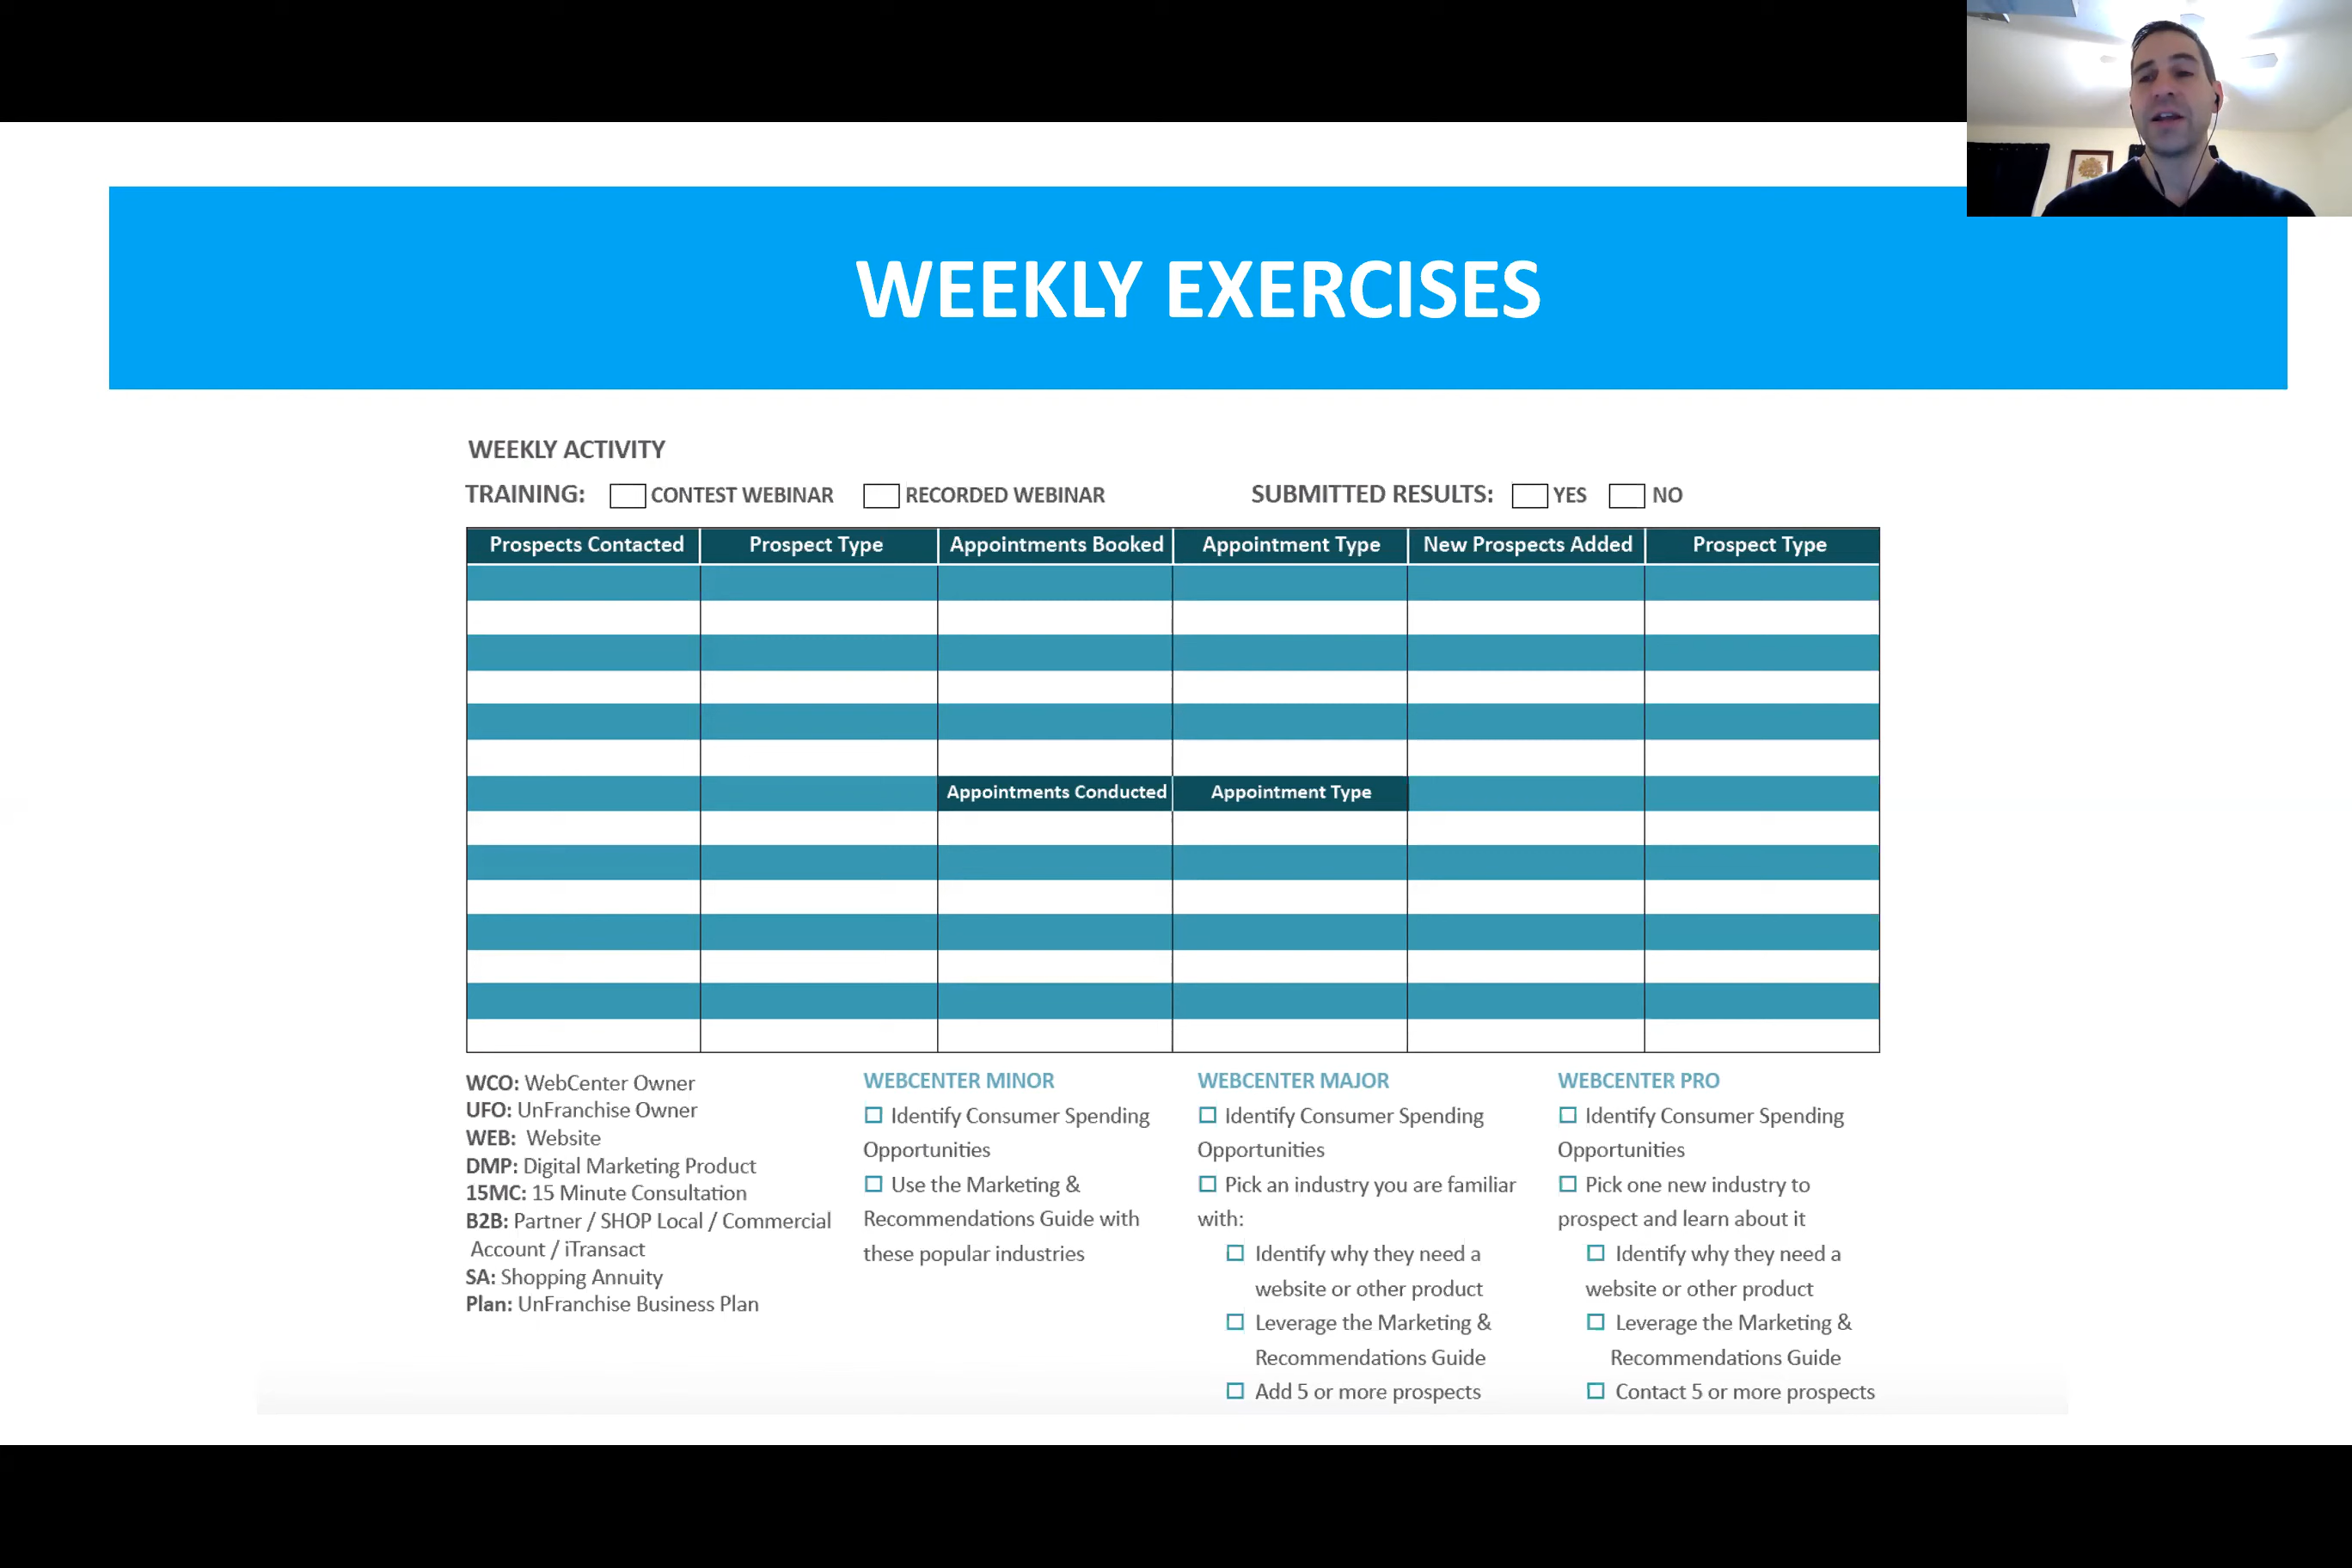 WEEKLY EXERCISES
WEEKLY ACTIVITY
TRAINING: CONTEST WEBINAR RECORDED WEBINAR SUBMITTED RESULTS: YES NO
Prospects Contacted Prospect Type Appointments Booked Appointment Type New Prospects Added Prospect Type
Appointments Conducted Appointment Type
WCO: WebCenter Owner
UFO: UnFranchise Owner
WEB: Website
DMP: Digital Marketing Product
15MC: 15 Minute Consultation
B2B: Partner / SHOP Local / Commercial
Account / iTransact
SA: Shopping Annuity
Plan: UnFranchise Business Plan
WEBCENTER MINOR
Identify Consumer Spending
Opportunities
Use the Marketing &
Recommendations Guide with
these popular industries
WEBCENTER MAJOR
Identify Consumer Spending
Opportunities
Pick an industry you are familiar
with:
Identify why they need a
website or other product
Leverage the Marketing &
Recommendations Guide
Add 5 or more prospects
WEBCENTER PRO
Identify Consumer Spending
Opportunities
Pick one new industry to
prospect and learn about it
Identify why they need a
website or other product
Leverage the Marketing &
Recommendations Guide
Contact 5 or more prospects